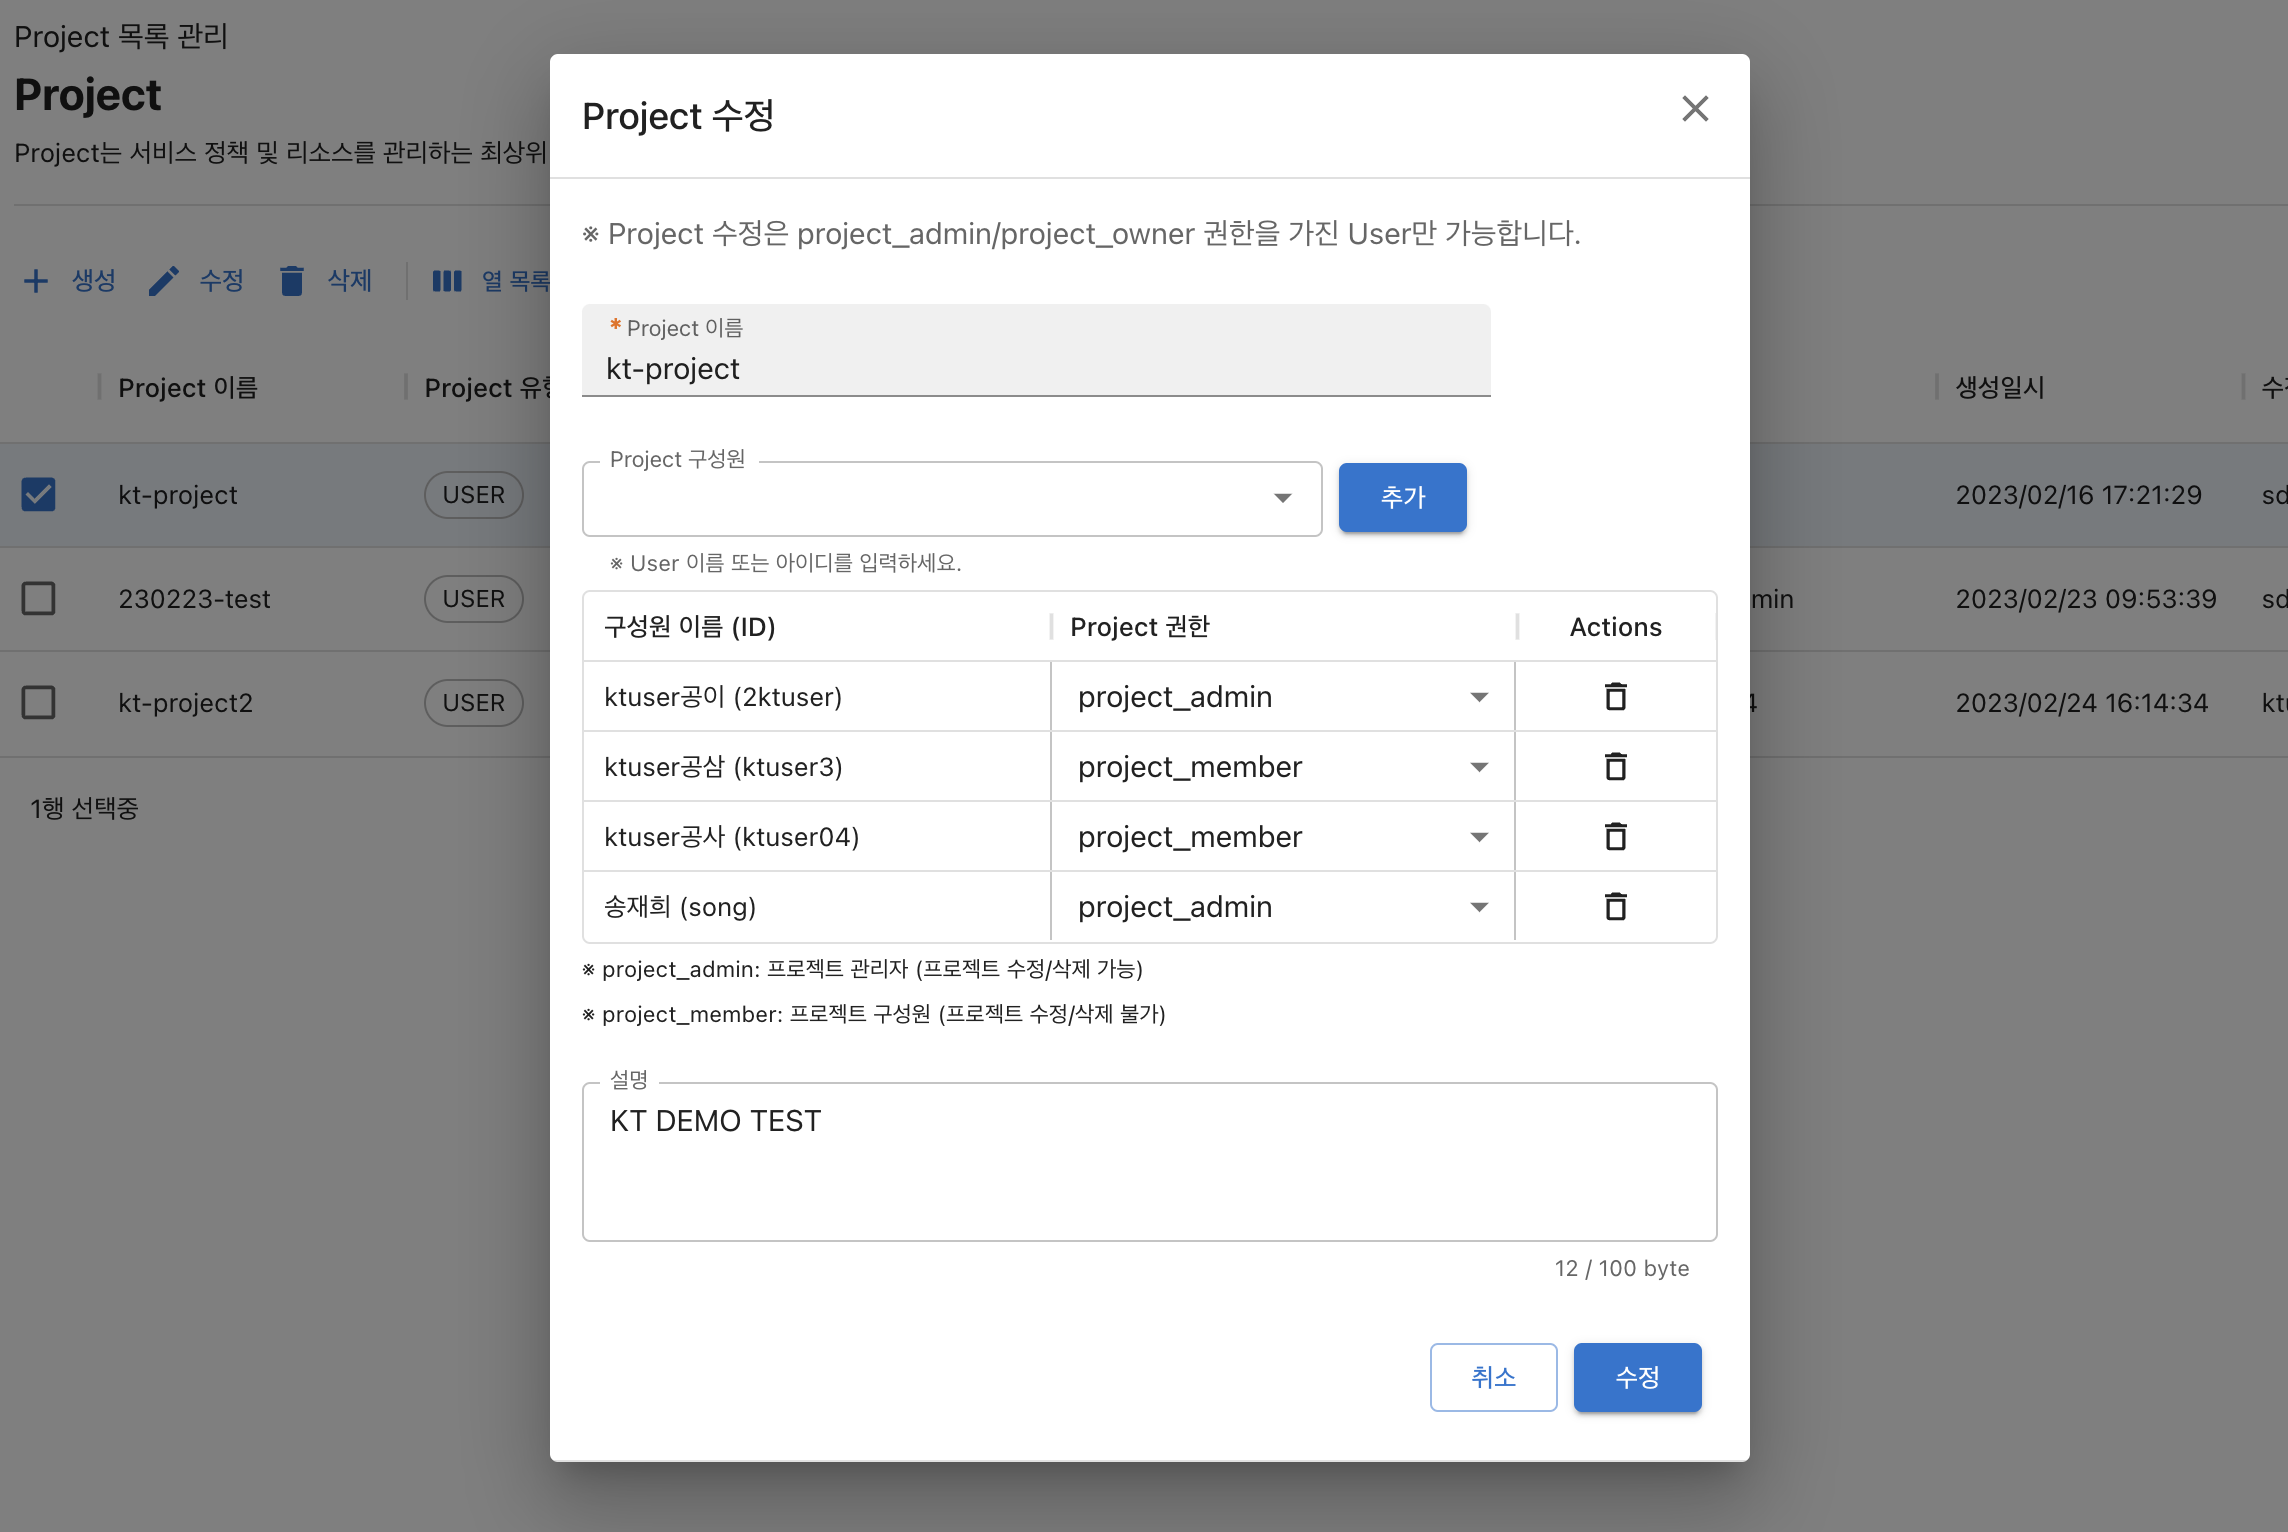 Project 목록 관리
Project
Project는 서비스 정책 및 리소스를 관리하는 최상위
생성 수정 삭제 열 목록
Project 이름 Project 유형 생성일시
kt-project USER 2023/02/16 17:21:29 sd
230223-test USER min 2023/02/23 09:53:39 sd
kt-project2 USER 4 2023/02/24 16:14:34
1행 선택중
Project 수정
※ Project 수정은 project_admin/project_owner 권한을 가진 User만 가능합니다.
* Project 이름
kt-project
Project 구성원
추가
※ User 이름 또는 아이디를 입력하세요.
구성원 이름 (ID) Project 권한 Actions
ktuser공이 (2ktuser) project_admin
ktuser공삼 (ktuser3) project_member
ktuser공사 (ktuser04) project_member
송재희 (song) project_admin
※ project_admin: 프로젝트 관리자 (프로젝트 수정/삭제 가능)
※ project_member: 프로젝트 구성원 (프로젝트 수정/삭제 불가)
설명
KT DEMO TEST
12 / 100 byte
취소 수정